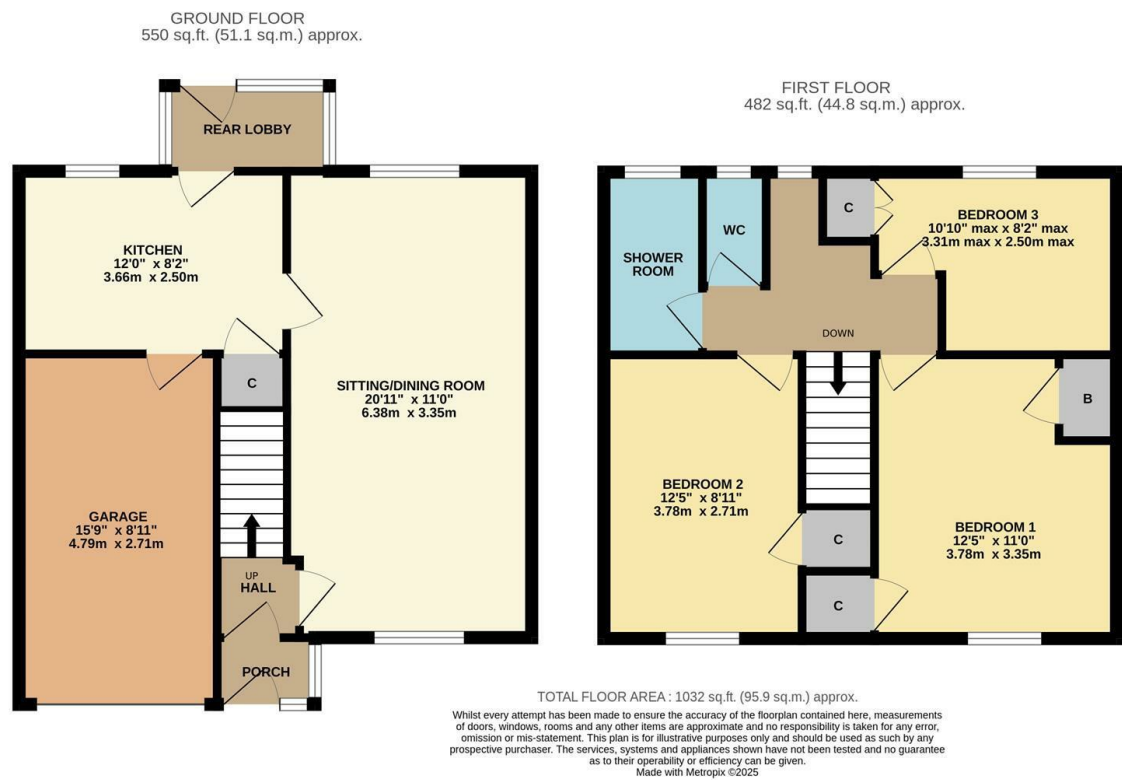 GROUND FLOOR
550 sq.ft. (51.1 sq.m.) approx.
REAR LOBBY
KITCHEN
12'0" x 8'2"
3.66m x 2.50m
C
SITTING/DINING ROOM
20'11" x 11'0"
6.38m x 3.35m
GARAGE
15'9" x 8'11"
4.79m x 2.71m
UP
HALL
PORCH
FIRST FLOOR
482 sq.ft. (44.8 sq.m.) approx.
SHOWER
ROOM
WC
C
BEDROOM 3
10'10" max x 8'2" max
3.31m max x 2.50m max
DOWN
B
BEDROOM 2
12'5" x 8'11"
3.78m x 2.71m
C
C
BEDROOM 1
12'5" x 11'0"
3.78m x 3.35m
TOTAL FLOOR AREA : 1032 sq.ft. (95.9 sq.m.) approx.
Whilst every attempt has been made to ensure the accuracy of the floorplan contained here, measurements
of doors, windows, rooms and any other items are approximate and no responsibility is taken for any error,
omission or mis-statement. This plan is for illustrative purposes only and should be used as such by any
prospective purchaser. The services, systems and appliances shown have not been tested and no guarantee
as to their operability or efficiency can be given.
Made with Metropix ©2025